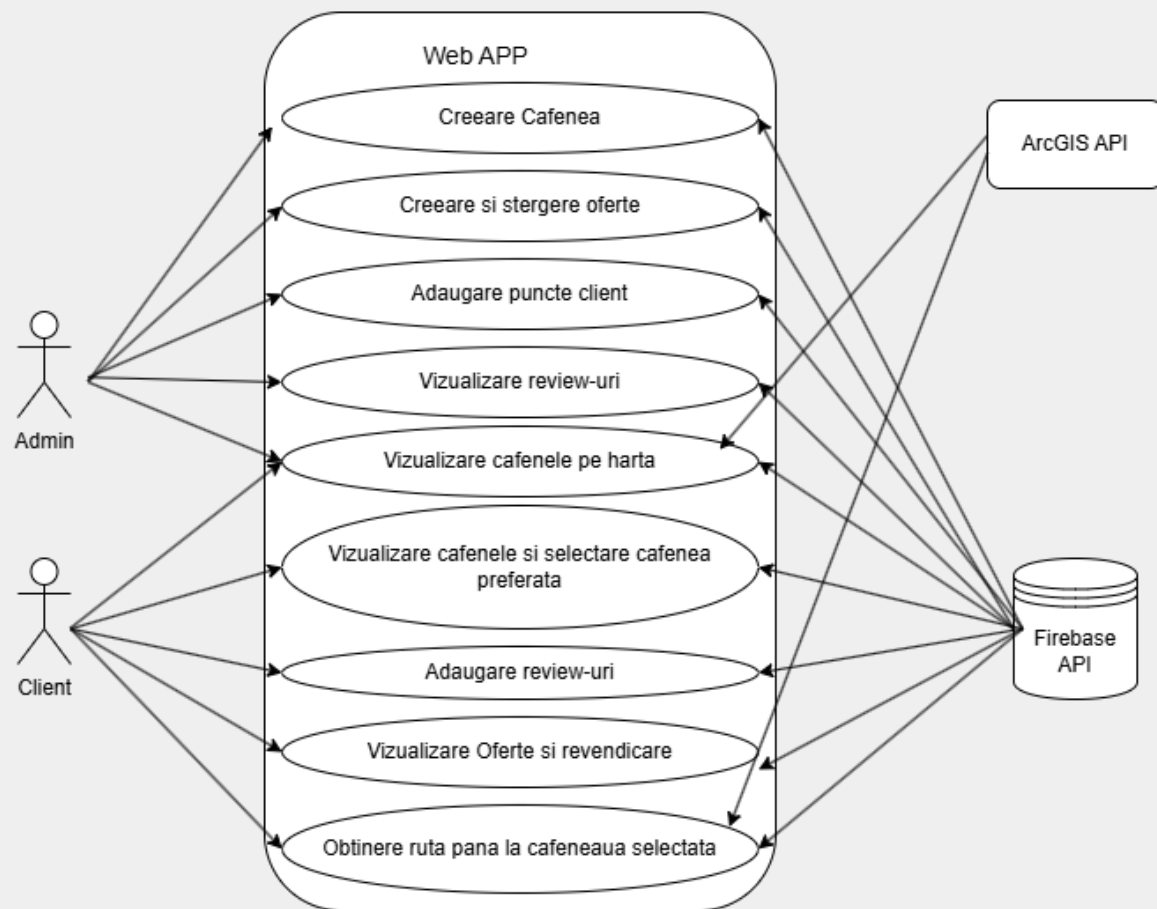 Web APP
Creeare Cafenea
Creeare si stergere oferte
Adaugare puncte client
Vizualizare review-uri
Vizualizare cafenele pe harta
Vizualizare cafenele si selectare cafenea
preferata
Adaugare review-uri
Vizualizare Oferte si revendicare
Obtinere ruta pana la cafeneaua selectata
Admin
Client
ArcGIS API
Firebase
API